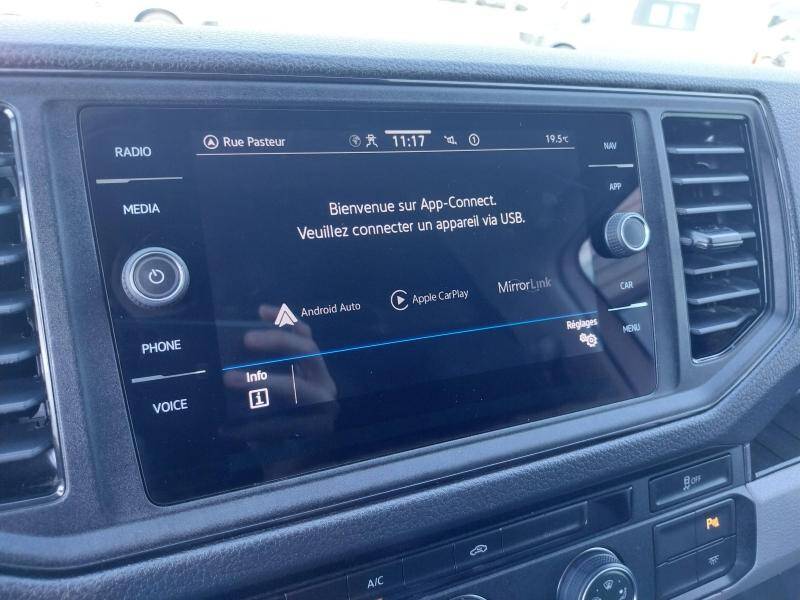 RADIO
MEDIA
PHONE
VOICE
Rue Pasteur
11:17
1
19.5°C
Bienvenue sur App-Connect.
Veuillez connecter un appareil via USB.
Android Auto
Apple CarPlay
MirrorLink
Réglages
Info
i
NAV
APP
CAR
MENU
OFF
A/C